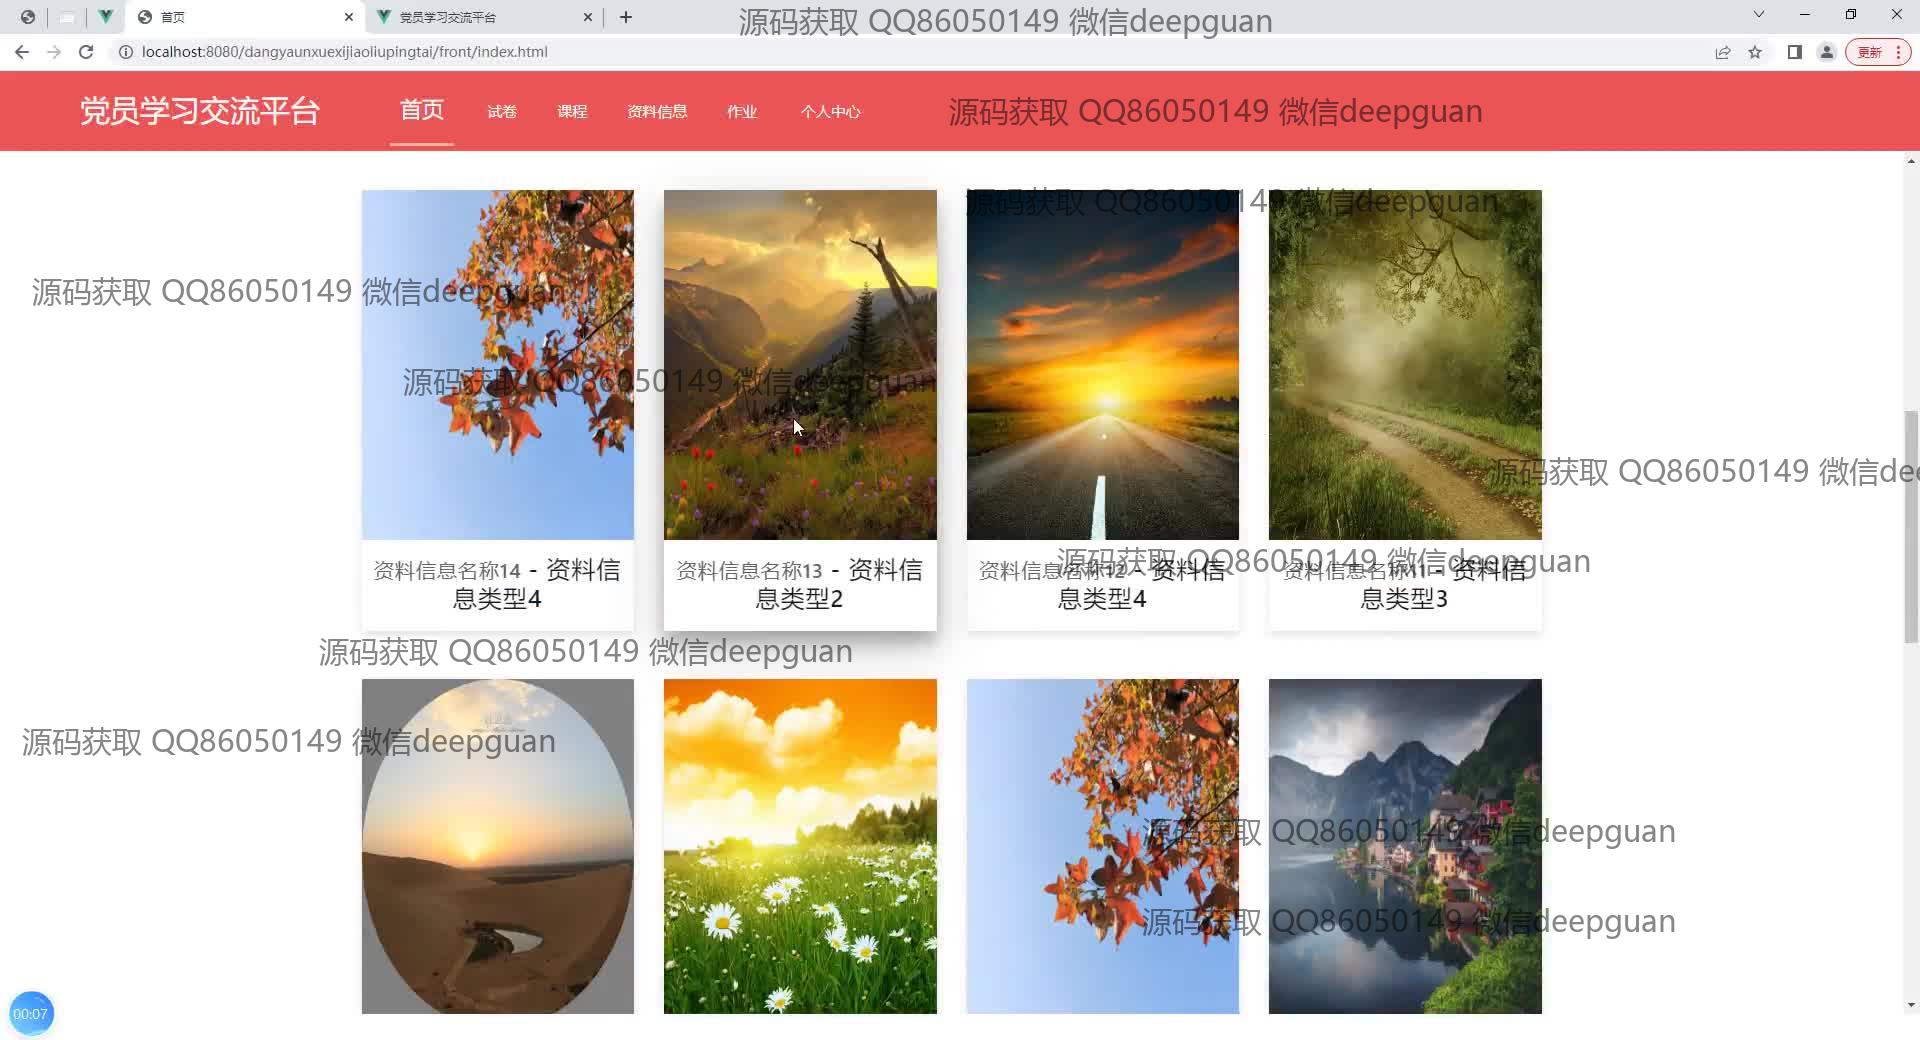 首页
党员学习交流平台
源码获取 QQ86050149 微信deepguan
localhost:8080/dangyaunxuexijiaoliupingtai/front/index.html
更新
党员学习交流平台 首页 试卷 课程 资料信息 作业 个人中心
源码获取 QQ86050149 微信deepguan
源码获取 QQ86050149 微信deepguan
源码获取 QQ86050149 微信deepguan
源码获取 QQ86050149 微信deepguan
源码获取 QQ86050149 微信dee
源码获取 QQ86050149 微信deepguan
资料信息名称14 - 资料信
息类型4
资料信息名称13 - 资料信
息类型2
资料信息名称12 - 资料信
息类型4
资料信息名称11 - 资料信
息类型3
源码获取 QQ86050149 微信deepguan
源码获取 QQ86050149 微信deepguan
源码获取 QQ86050149 微信deepguan
源码获取 QQ86050149 微信deepguan
00:07